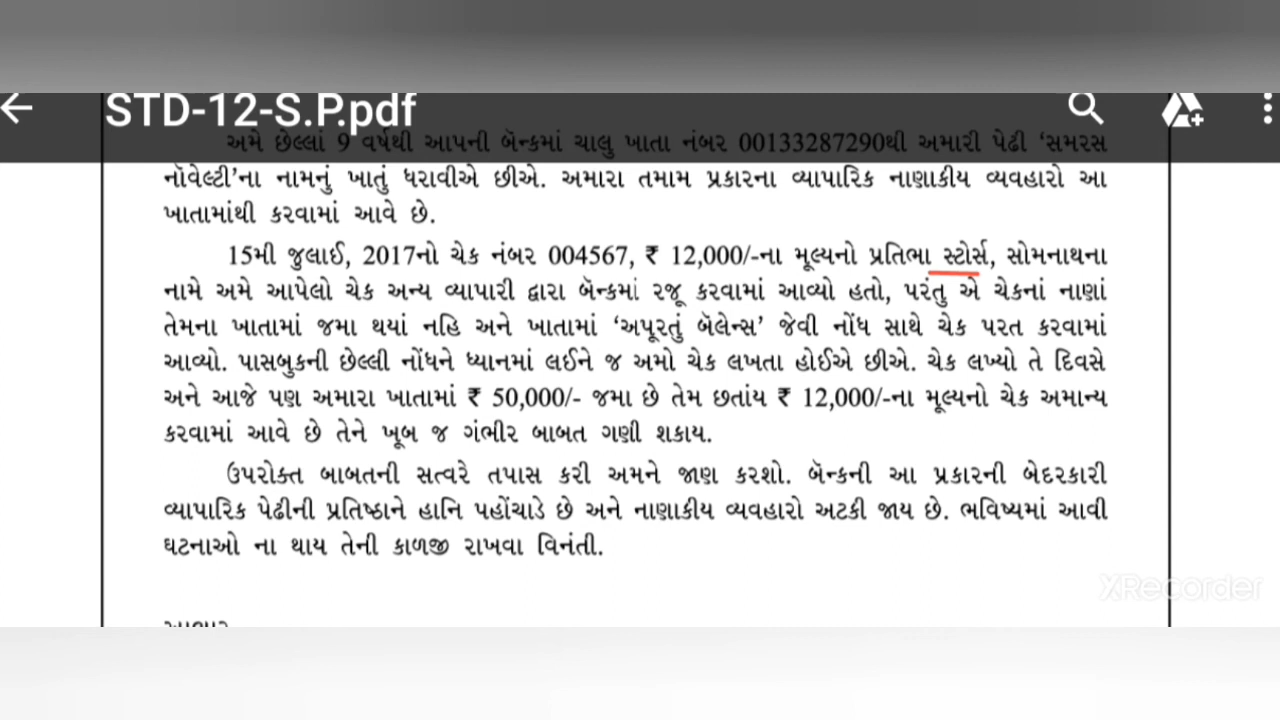 STD-12-S.P.pdf
અમે છેલ્લાં 9 વર્ષથી આપની બૅન્કમાં ચાલુ ખાતા નંબર 00133287290થી અમારી પેઢી ‘સમરસ
નૉવેલ્ટી’ના નામનું ખાતું ધરાવીએ છીએ. અમારા તમામ પ્રકારના વ્યાપારિક નાણાકીય વ્યવહારો આ
ખાતામાંથી કરવામાં આવે છે.
15મી જુલાઈ, 2017નો ચેક નંબર 004567, ₹ 12,000/-ના મૂલ્યનો પ્રતિભા સ્ટોર્સ, સોમનાથના
નામે અમે આપેલો ચેક અન્ય વ્યાપારી દ્વારા બૅન્કમાં રજૂ કરવામાં આવ્યો હતો, પરંતુ એ ચેકનાં નાણાં
તેમના ખાતામાં જમા થયાં નહિ અને ખાતામાં ‘અપૂરતું બૅલેન્સ’ જેવી નોંધ સાથે ચેક પરત કરવામાં
આવ્યો. પાસબુકની છેલ્લી નોંધને ધ્યાનમાં લઈને જ અમો ચેક લખતા હોઈએ છીએ. ચેક લખ્યો તે દિવસે
અને આજે પણ અમારા ખાતામાં ₹ 50,000/- જમા છે તેમ છતાંય ₹ 12,000/-ના મૂલ્યનો ચેક અમાન્ય
કરવામાં આવે છે તેને ખૂબ જ ગંભીર બાબત ગણી શકાય.
ઉપરોક્ત બાબતની સત્વરે તપાસ કરી અમને જાણ કરશો. બૅન્કની આ પ્રકારની બેદરકારી
વ્યાપારિક પેઢીની પ્રતિષ્ઠાને હાનિ પહોંચાડે છે અને નાણાકીય વ્યવહારો અટકી જાય છે. ભવિષ્યમાં આવી
ઘટનાઓ ના થાય તેની કાળજી રાખવા વિનંતી.
XRecorder